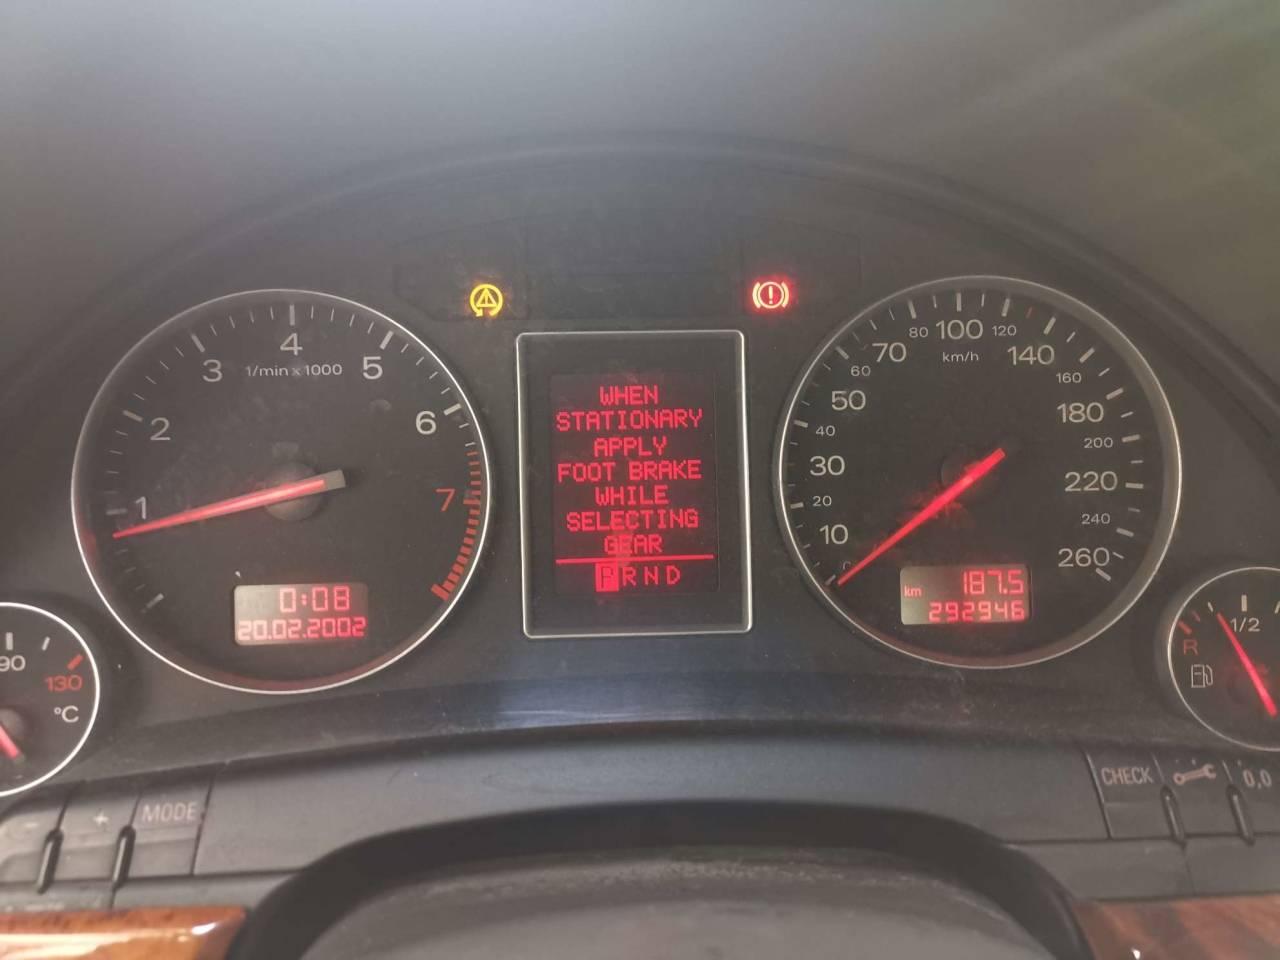 4
3
1/min x 1000
5
2
6
1
7
0:08
20.02.2002
90
130
°C
WHEN
STATIONARY
APPLY
FOOT BRAKE
WHILE
SELECTING
GEAR
P R N D
80 100 120
70 km/h 140
60
160
50
180
40
200
30
220
20
240
10
260
km 187.5
292946
1/2
R
- + MODE
CHECK 0,0